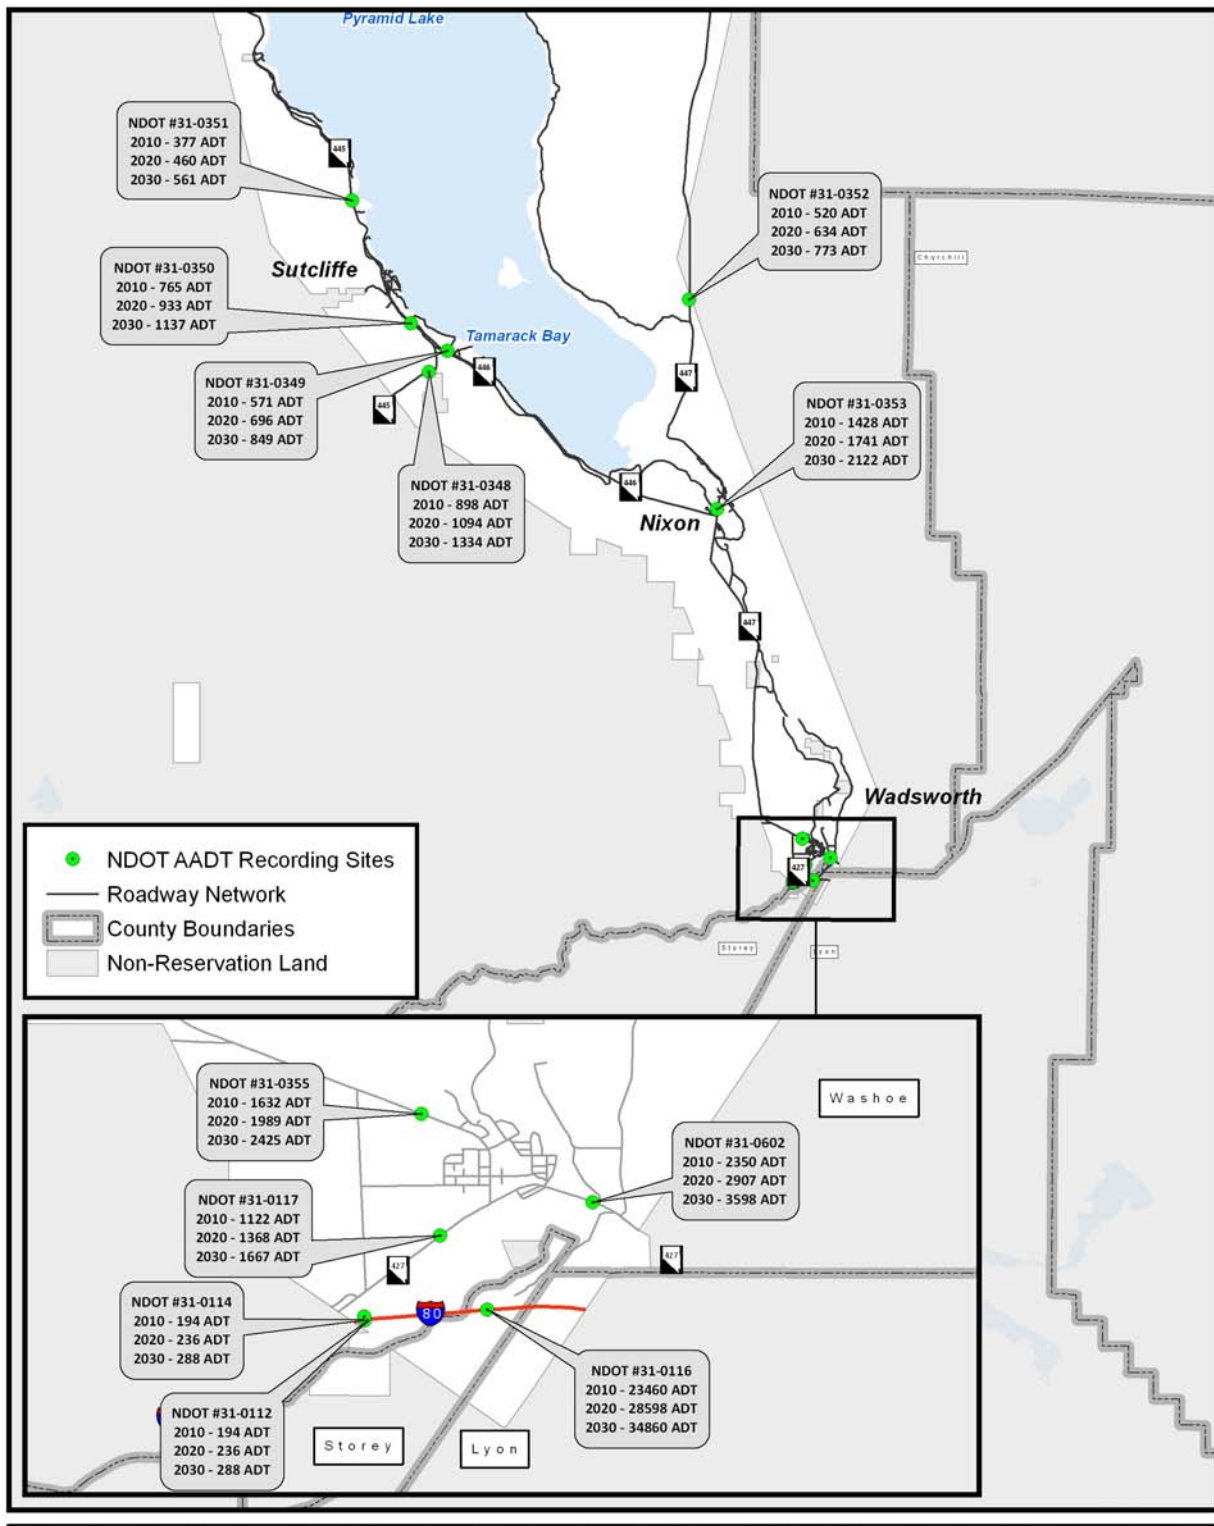 Pyramid Lake
NDOT #31-0351
2010 - 377 ADT
2020 - 460 ADT
2030 - 561 ADT
445
NDOT #31-0352
2010 - 520 ADT
2020 - 634 ADT
2030 - 773 ADT
Churchill
Sutcliffe
NDOT #31-0350
2010 - 765 ADT
2020 - 933 ADT
2030 - 1137 ADT
Tamarack Bay
446
447
445
NDOT #31-0349
2010 - 571 ADT
2020 - 696 ADT
2030 - 849 ADT
NDOT #31-0353
2010 - 1428 ADT
2020 - 1741 ADT
2030 - 2122 ADT
NDOT #31-0348
2010 - 898 ADT
2020 - 1094 ADT
2030 - 1334 ADT
446
Nixon
447
Wadsworth
427
Storey
Lyon
NDOT AADT Recording Sites
Roadway Network
County Boundaries
Non-Reservation Land
NDOT #31-0355
2010 - 1632 ADT
2020 - 1989 ADT
2030 - 2425 ADT
Washoe
NDOT #31-0602
2010 - 2350 ADT
2020 - 2907 ADT
2030 - 3598 ADT
NDOT #31-0117
2010 - 1122 ADT
2020 - 1368 ADT
2030 - 1667 ADT
427
427
80
NDOT #31-0114
2010 - 194 ADT
2020 - 236 ADT
2030 - 288 ADT
NDOT #31-0116
2010 - 23460 ADT
2020 - 28598 ADT
2030 - 34860 ADT
NDOT #31-0112
2010 - 194 ADT
2020 - 236 ADT
2030 - 288 ADT
Storey
Lyon